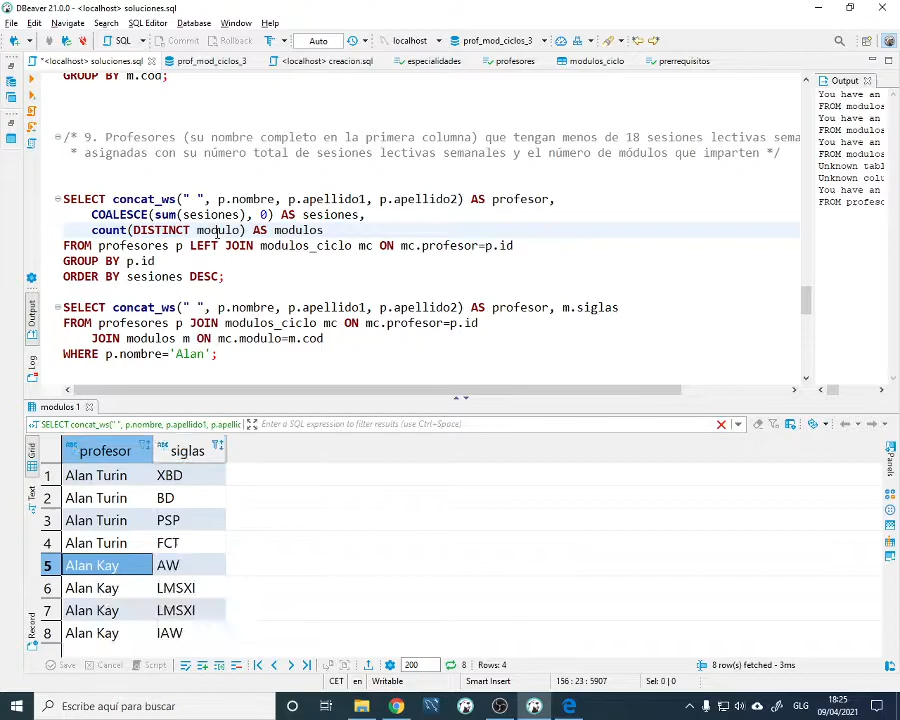 DBeaver 21.0.0 - <localhost> soluciones.sql
File Edit Navigate Search SQL Editor Database Window Help
SQL Commit Rollback T Auto localhost prof_mod_ciclos_3
*<localhost> soluciones.sql prof_mod_ciclos_3 <localhost> creacion.sql especialidades profesores modulos_ciclo prerrequisitos
GROUP BY m.cod;
/* 9. Profesores (su nombre completo en la primera columna) que tengan menos de 18 sesiones lectivas sema
* asignadas con su número total de sesiones lectivas semanales y el número de módulos que imparten */
SELECT concat_ws(" ", p.nombre, p.apellido1, p.apellido2) AS profesor,
COALESCE(sum(sesiones), 0) AS sesiones,
count(DISTINCT modulo) AS modulos
FROM profesores p LEFT JOIN modulos_ciclo mc ON mc.profesor=p.id
GROUP BY p.id
ORDER BY sesiones DESC;
SELECT concat_ws(" ", p.nombre, p.apellido1, p.apellido2) AS profesor, m.siglas
FROM profesores p JOIN modulos_ciclo mc ON mc.profesor=p.id
JOIN modulos m ON mc.modulo=m.cod
WHERE p.nombre='Alan';
Output
You have an
FROM modulos
You have an
FROM modulos
You have an
FROM modulos
Unknown tabl
Unknown colu
You have an
FROM profeso
Output
Log
modulos 1
SELECT concat_ws(" ", p.nombre, p.apellido1, p.apellic Enter a SQL expression to filter results (use Ctrl+Space)
Grid
Text
Record
Panels
profesor siglas
1 Alan Turin XBD
2 Alan Turin BD
3 Alan Turin PSP
4 Alan Turin FCT
5 Alan Kay AW
6 Alan Kay LMSXI
7 Alan Kay LMSXI
8 Alan Kay IAW
Save Cancel Script 200 8 Rows: 4 8 row(s) fetched - 3ms
CET en Writable Smart Insert 156 : 23 : 5907 Sel: 0 | 0
Escribe aquí para buscar GLG 18:25
09/04/2021